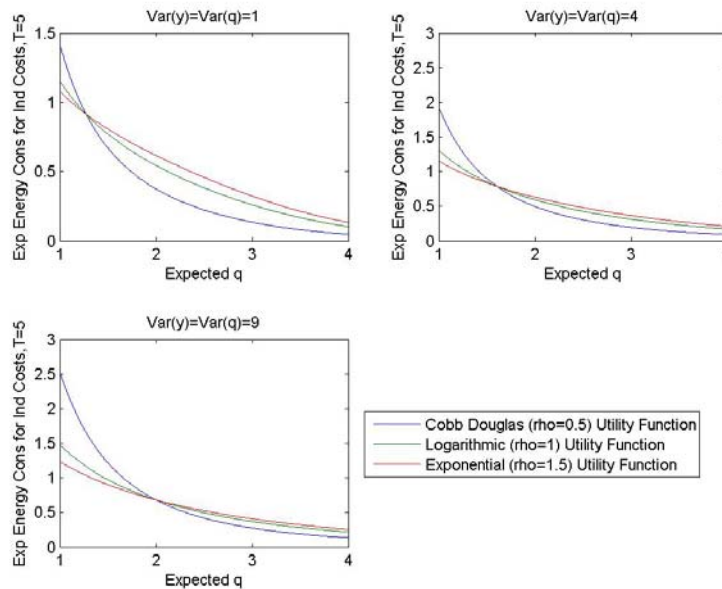 Var(y)=Var(q)=1
Exp Energy Cons for Ind Costs,T=5
1.5
1
0.5
0
1 2 3 4
Expected q
Var(y)=Var(q)=4
Exp Energy Cons for Ind Costs,T=5
3
2.5
2
1.5
1
0.5
0
1 2 3
Expected q
Var(y)=Var(q)=9
Exp Energy Cons for Ind Costs,T=5
3
2.5
2
1.5
1
0.5
0
1 2 3 4
Expected q
Cobb Douglas (rho=0.5) Utility Function
Logarithmic (rho=1) Utility Function
Exponential (rho=1.5) Utility Function